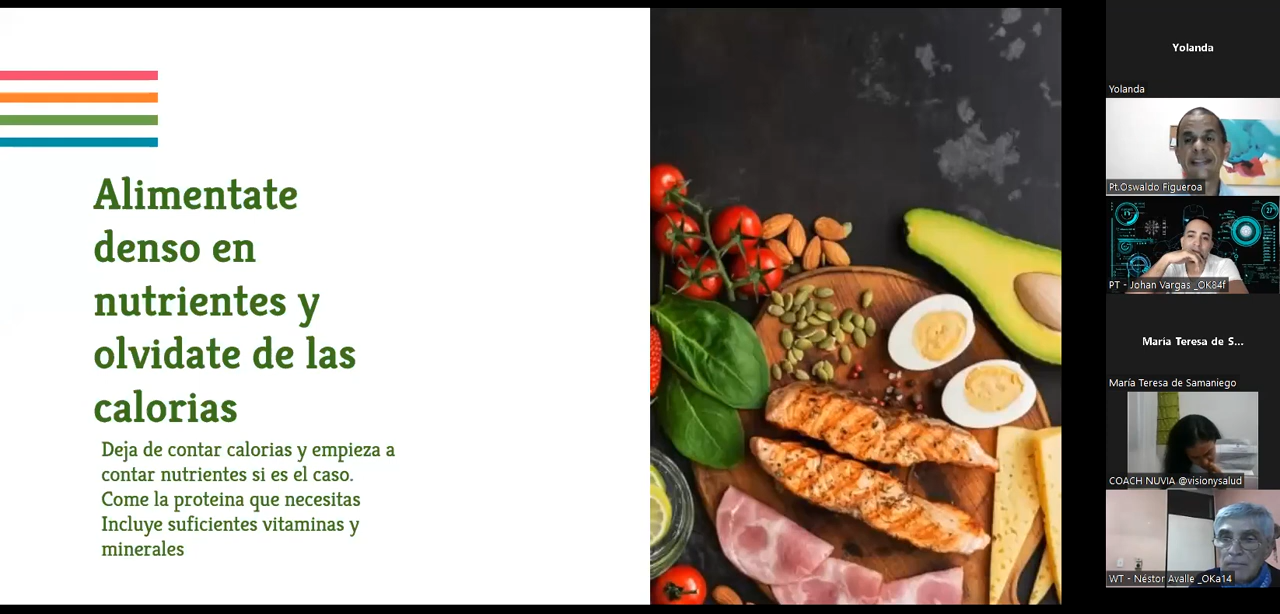 Alimentate
denso en
nutrientes y
olvidate de las
calorias
Deja de contar calorias y empieza a
contar nutrientes si es el caso.
Come la proteina que necesitas
Incluye suficientes vitaminas y
minerales
Yolanda
Yolanda
Pt.Oswaldo Figueroa
27
PT - Johan Vargas _OK84f
Maria Teresa de S...
María Teresa de Samaniego
COACH NUVIA @visionysalud
WT - Néstor Avalle _OKa14